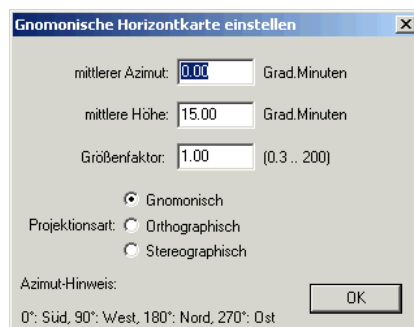 Gnomonische Horizontkarte einstellen
mittlerer Azimut: 0.00 Grad.Minuten
mittlere Höhe: 15.00 Grad.Minuten
Größenfaktor: 1.00 (0.3 .. 200)
Gnomonisch
Projektionsart: Orthographisch
Stereographisch
Azimut-Hinweis:
OK
0°: Süd, 90°: West, 180°: Nord, 270°: Ost